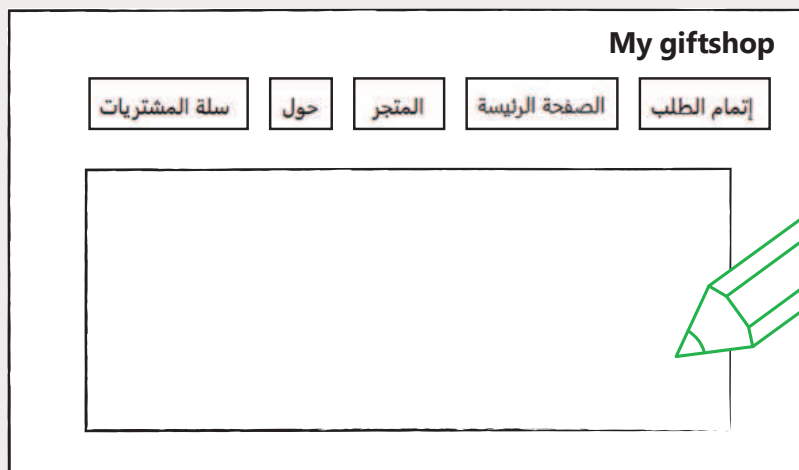 My giftshop
إتمام الطلب الصفحة الرئيسة المتجر حول سلة المشتريات